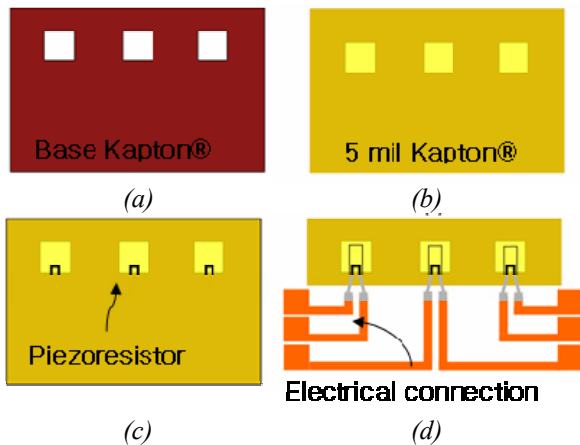 Base Kapton®
5 mil Kapton®
(a)
(b)
Piezoresistor
Electrical connection
(c)
(d)